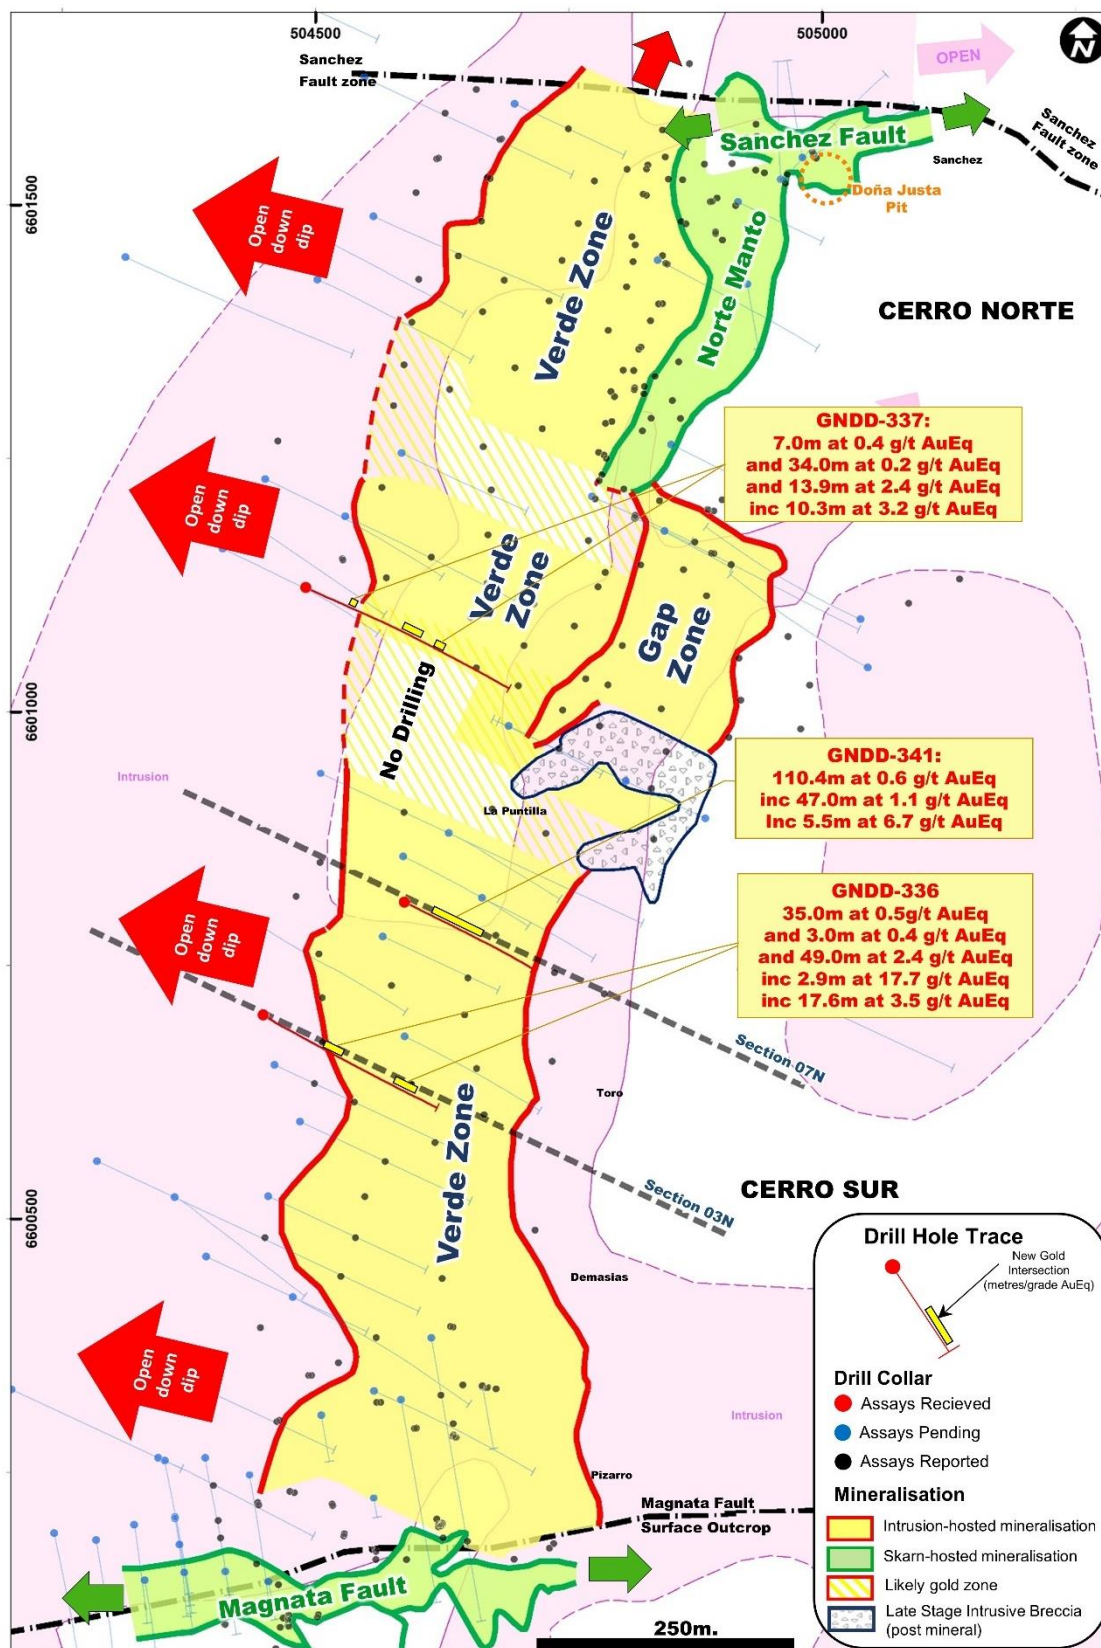 504500
505000
N
OPEN
Sanchez
Fault zone
Sanchez Fault
Sanchez
Sanchez
Fault zone
Doña Justa
Pit
6601500
Open
down
dip
Verde Zone
Norte Manto
CERRO NORTE
GNDD-337:
7.0m at 0.4 g/t AuEq
and 34.0m at 0.2 g/t AuEq
and 13.9m at 2.4 g/t AuEq
inc 10.3m at 3.2 g/t AuEq
Open
down
dip
Verde
Zone
Gap
Zone
6601000
No Drilling
Intrusion
La Puntilla
GNDD-341:
110.4m at 0.6 g/t AuEq
inc 47.0m at 1.1 g/t AuEq
Inc 5.5m at 6.7 g/t AuEq
GNDD-336
35.0m at 0.5g/t AuEq
and 3.0m at 0.4 g/t AuEq
and 49.0m at 2.4 g/t AuEq
inc 2.9m at 17.7 g/t AuEq
inc 17.6m at 3.5 g/t AuEq
Open
down
dip
Section 07N
Toro
Verde Zone
Section 03N
CERRO SUR
6600500
Demasias
Open
down
dip
Intrusion
Pizarro
Magnata Fault
Surface Outcrop
Magnata Fault
250m.
Drill Hole Trace
New Gold
Intersection
(metres/grade AuEq)
Drill Collar
Assays Recieved
Assays Pending
Assays Reported
Mineralisation
Intrusion-hosted mineralisation
Skarn-hosted mineralisation
Likely gold zone
Late Stage Intrusive Breccia
(post mineral)